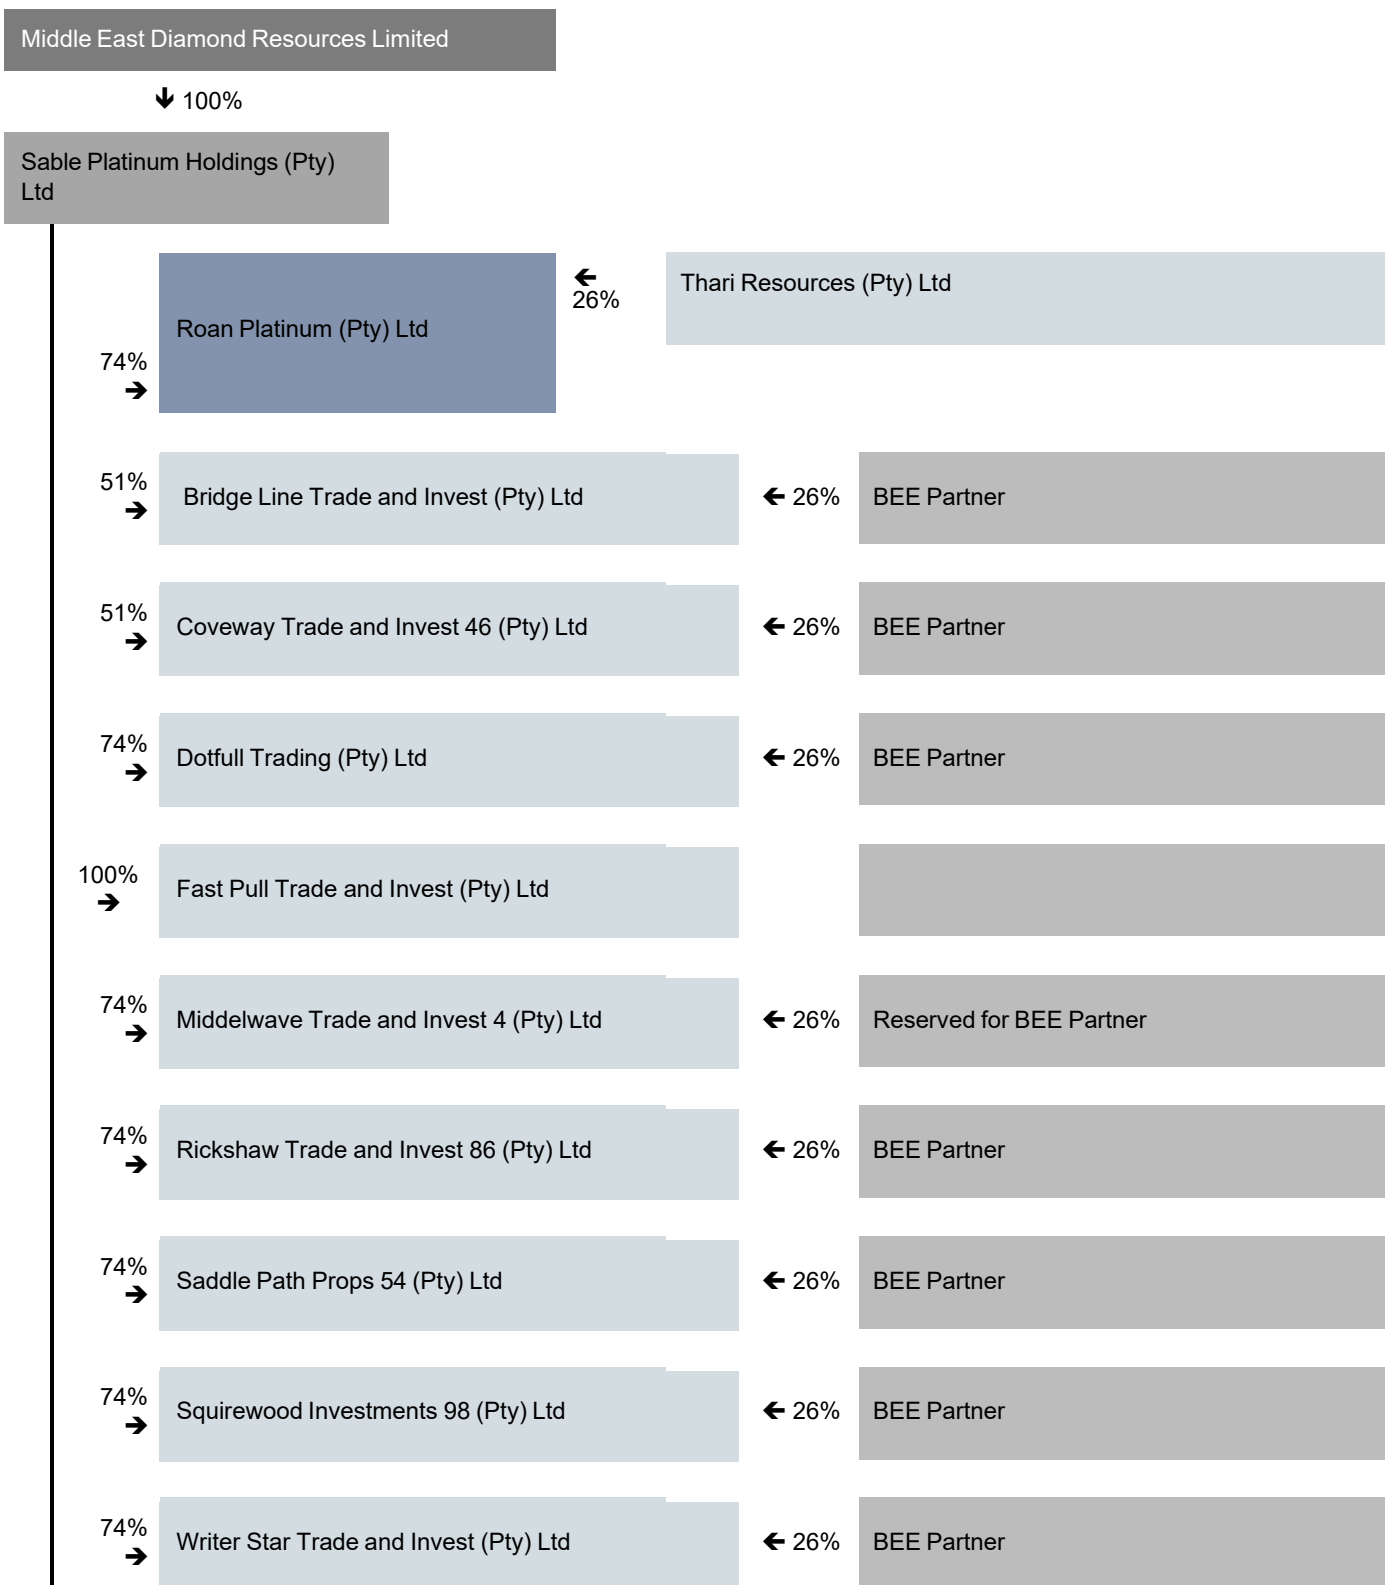 Middle East Diamond Resources Limited
🡻 100%
Sable Platinum Holdings (Pty)
Ltd
Roan Platinum (Pty) Ltd
74%
🡺
🡸
26%
Thari Resources (Pty) Ltd
51%
🡺
Bridge Line Trade and Invest (Pty) Ltd
🡸 26%
BEE Partner
51%
🡺
Coveway Trade and Invest 46 (Pty) Ltd
🡸 26%
BEE Partner
74%
🡺
Dotfull Trading (Pty) Ltd
🡸 26%
BEE Partner
100%
🡺
Fast Pull Trade and Invest (Pty) Ltd
74%
🡺
Middelwave Trade and Invest 4 (Pty) Ltd
🡸 26%
Reserved for BEE Partner
74%
🡺
Rickshaw Trade and Invest 86 (Pty) Ltd
🡸 26%
BEE Partner
74%
🡺
Saddle Path Props 54 (Pty) Ltd
🡸 26%
BEE Partner
74%
🡺
Squirewood Investments 98 (Pty) Ltd
🡸 26%
BEE Partner
74%
🡺
Writer Star Trade and Invest (Pty) Ltd
🡸 26%
BEE Partner